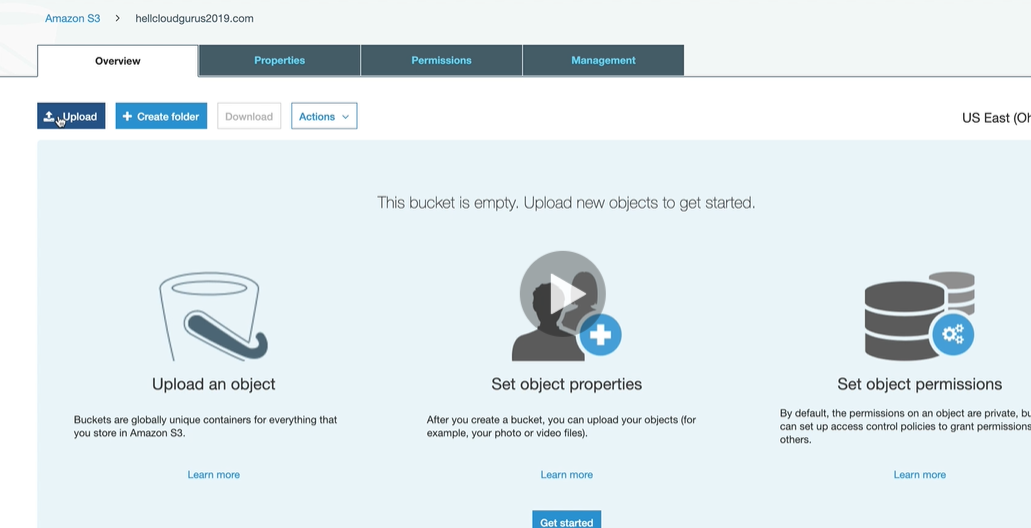 Amazon S3 > hellcloudgurus2019.com
Overview Properties Permissions Management
Upload + Create folder Download Actions
US East (Oh
This bucket is empty. Upload new objects to get started.
Upload an object
Buckets are globally unique containers for everything that
you store in Amazon S3.
Learn more
Set object properties
After you create a bucket, you can upload your objects (for
example, your photo or video files).
Learn more
Set object permissions
By default, the permissions on an object are private, bu
can set up access control policies to grant permissions
others.
Learn more
Get started